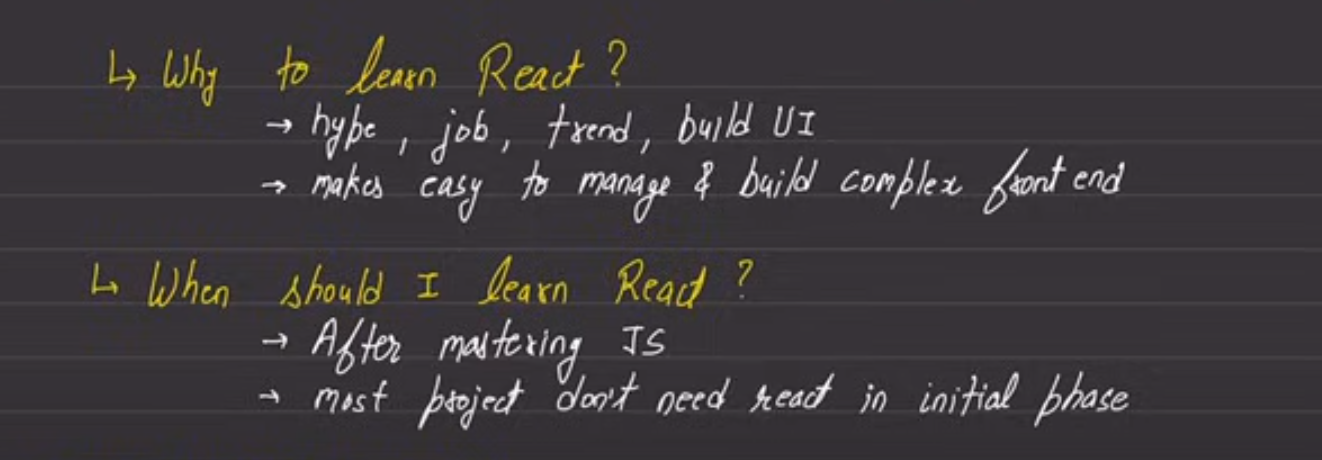 ↳ Why to learn React?
→ hype, job, trend, build UI
→ makes easy to manage & build complex front end
↳ When should I learn React?
→ After mastering JS
→ most project don't need react in initial phase